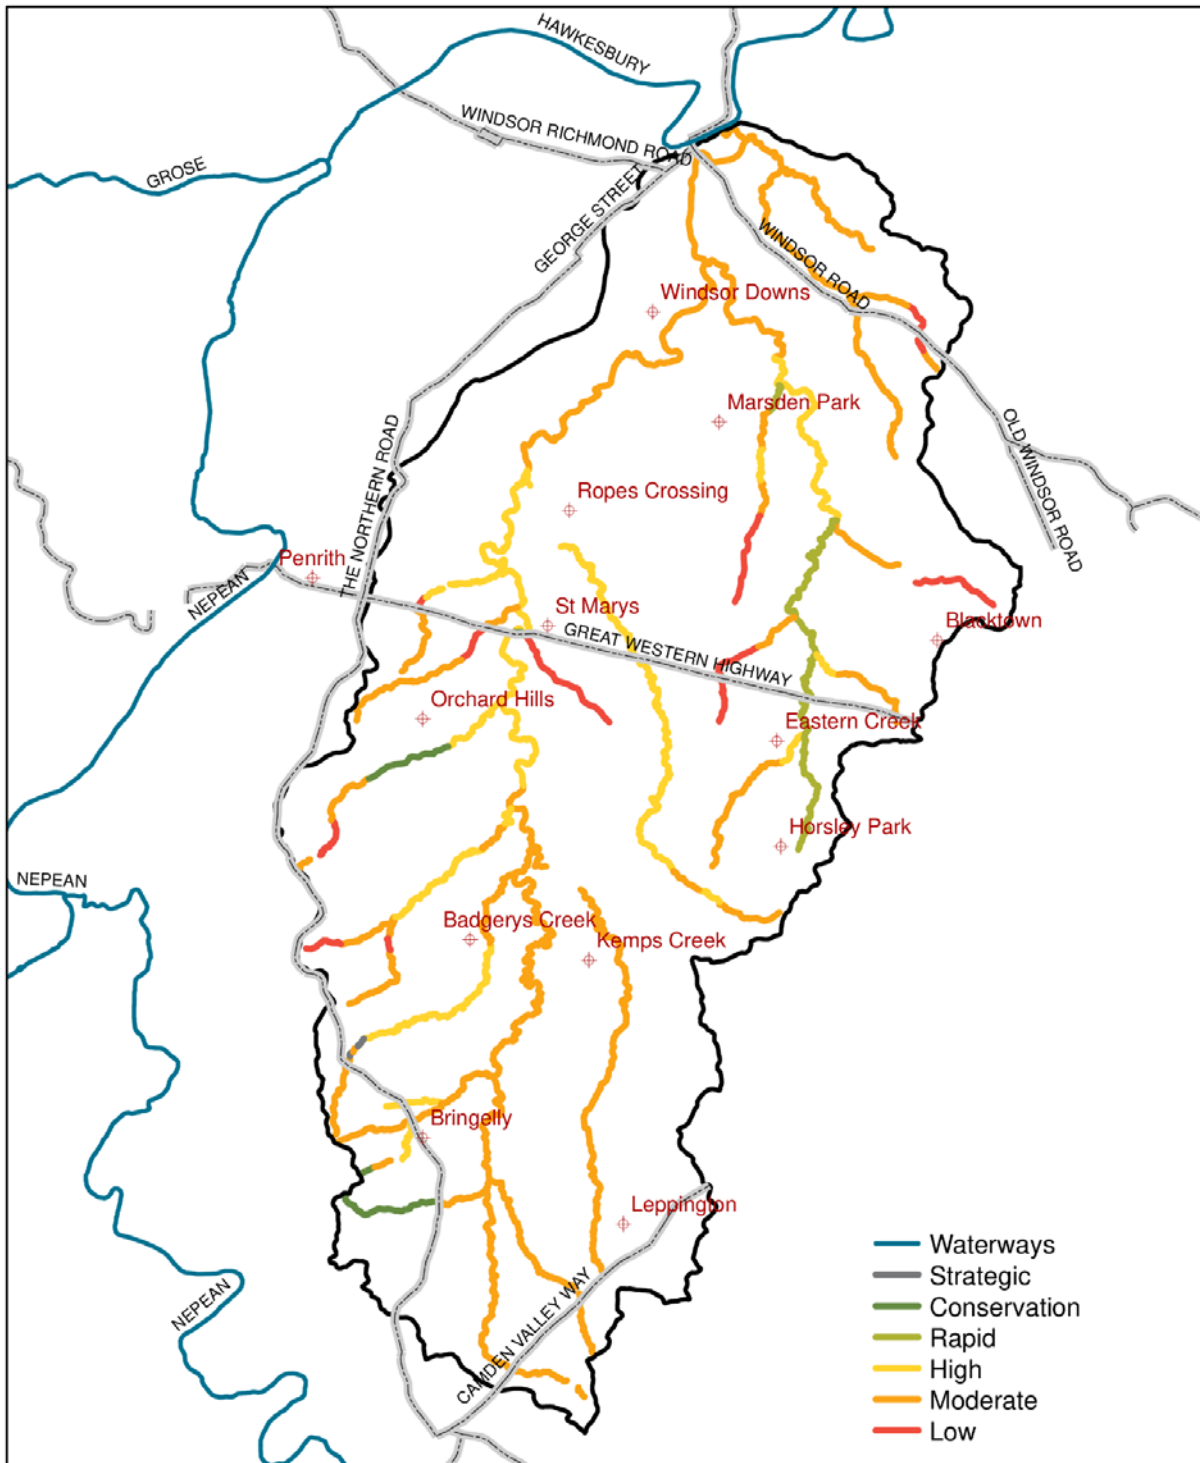 HAWKESBURY
WINDSOR RICHMOND ROAD
GROSE
GEORGE STREET
WINDSOR ROAD
Windsor Downs
Marsden Park
OLD WINDSOR ROAD
THE NORTHERN ROAD
Ropes Crossing
Penrith
NEPEAN
St Marys
GREAT WESTERN HIGHWAY
Blacktown
Orchard Hills
Eastern Creek
Horsley Park
NEPEAN
Badgerys Creek
Kemps Creek
Bringelly
Leppington
NEPEAN
CAMDEN VALLEY WAY
Waterways
Strategic
Conservation
Rapid
High
Moderate
Low